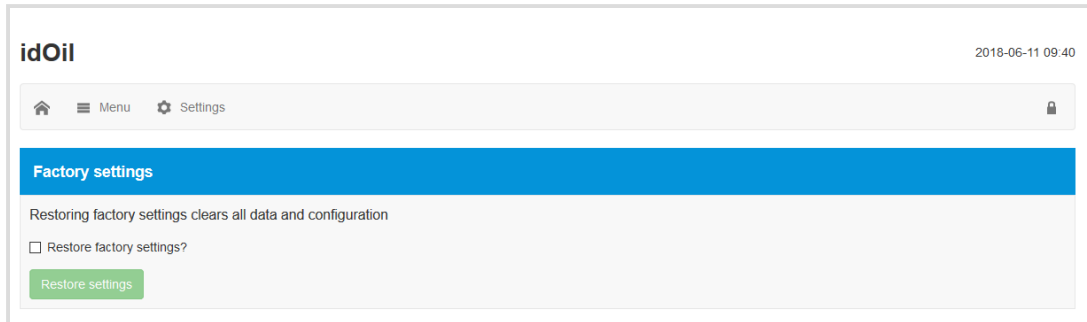 idOil
2018-06-11 09:40
Menu Settings
Factory settings
Restoring factory settings clears all data and configuration
Restore factory settings?
Restore settings